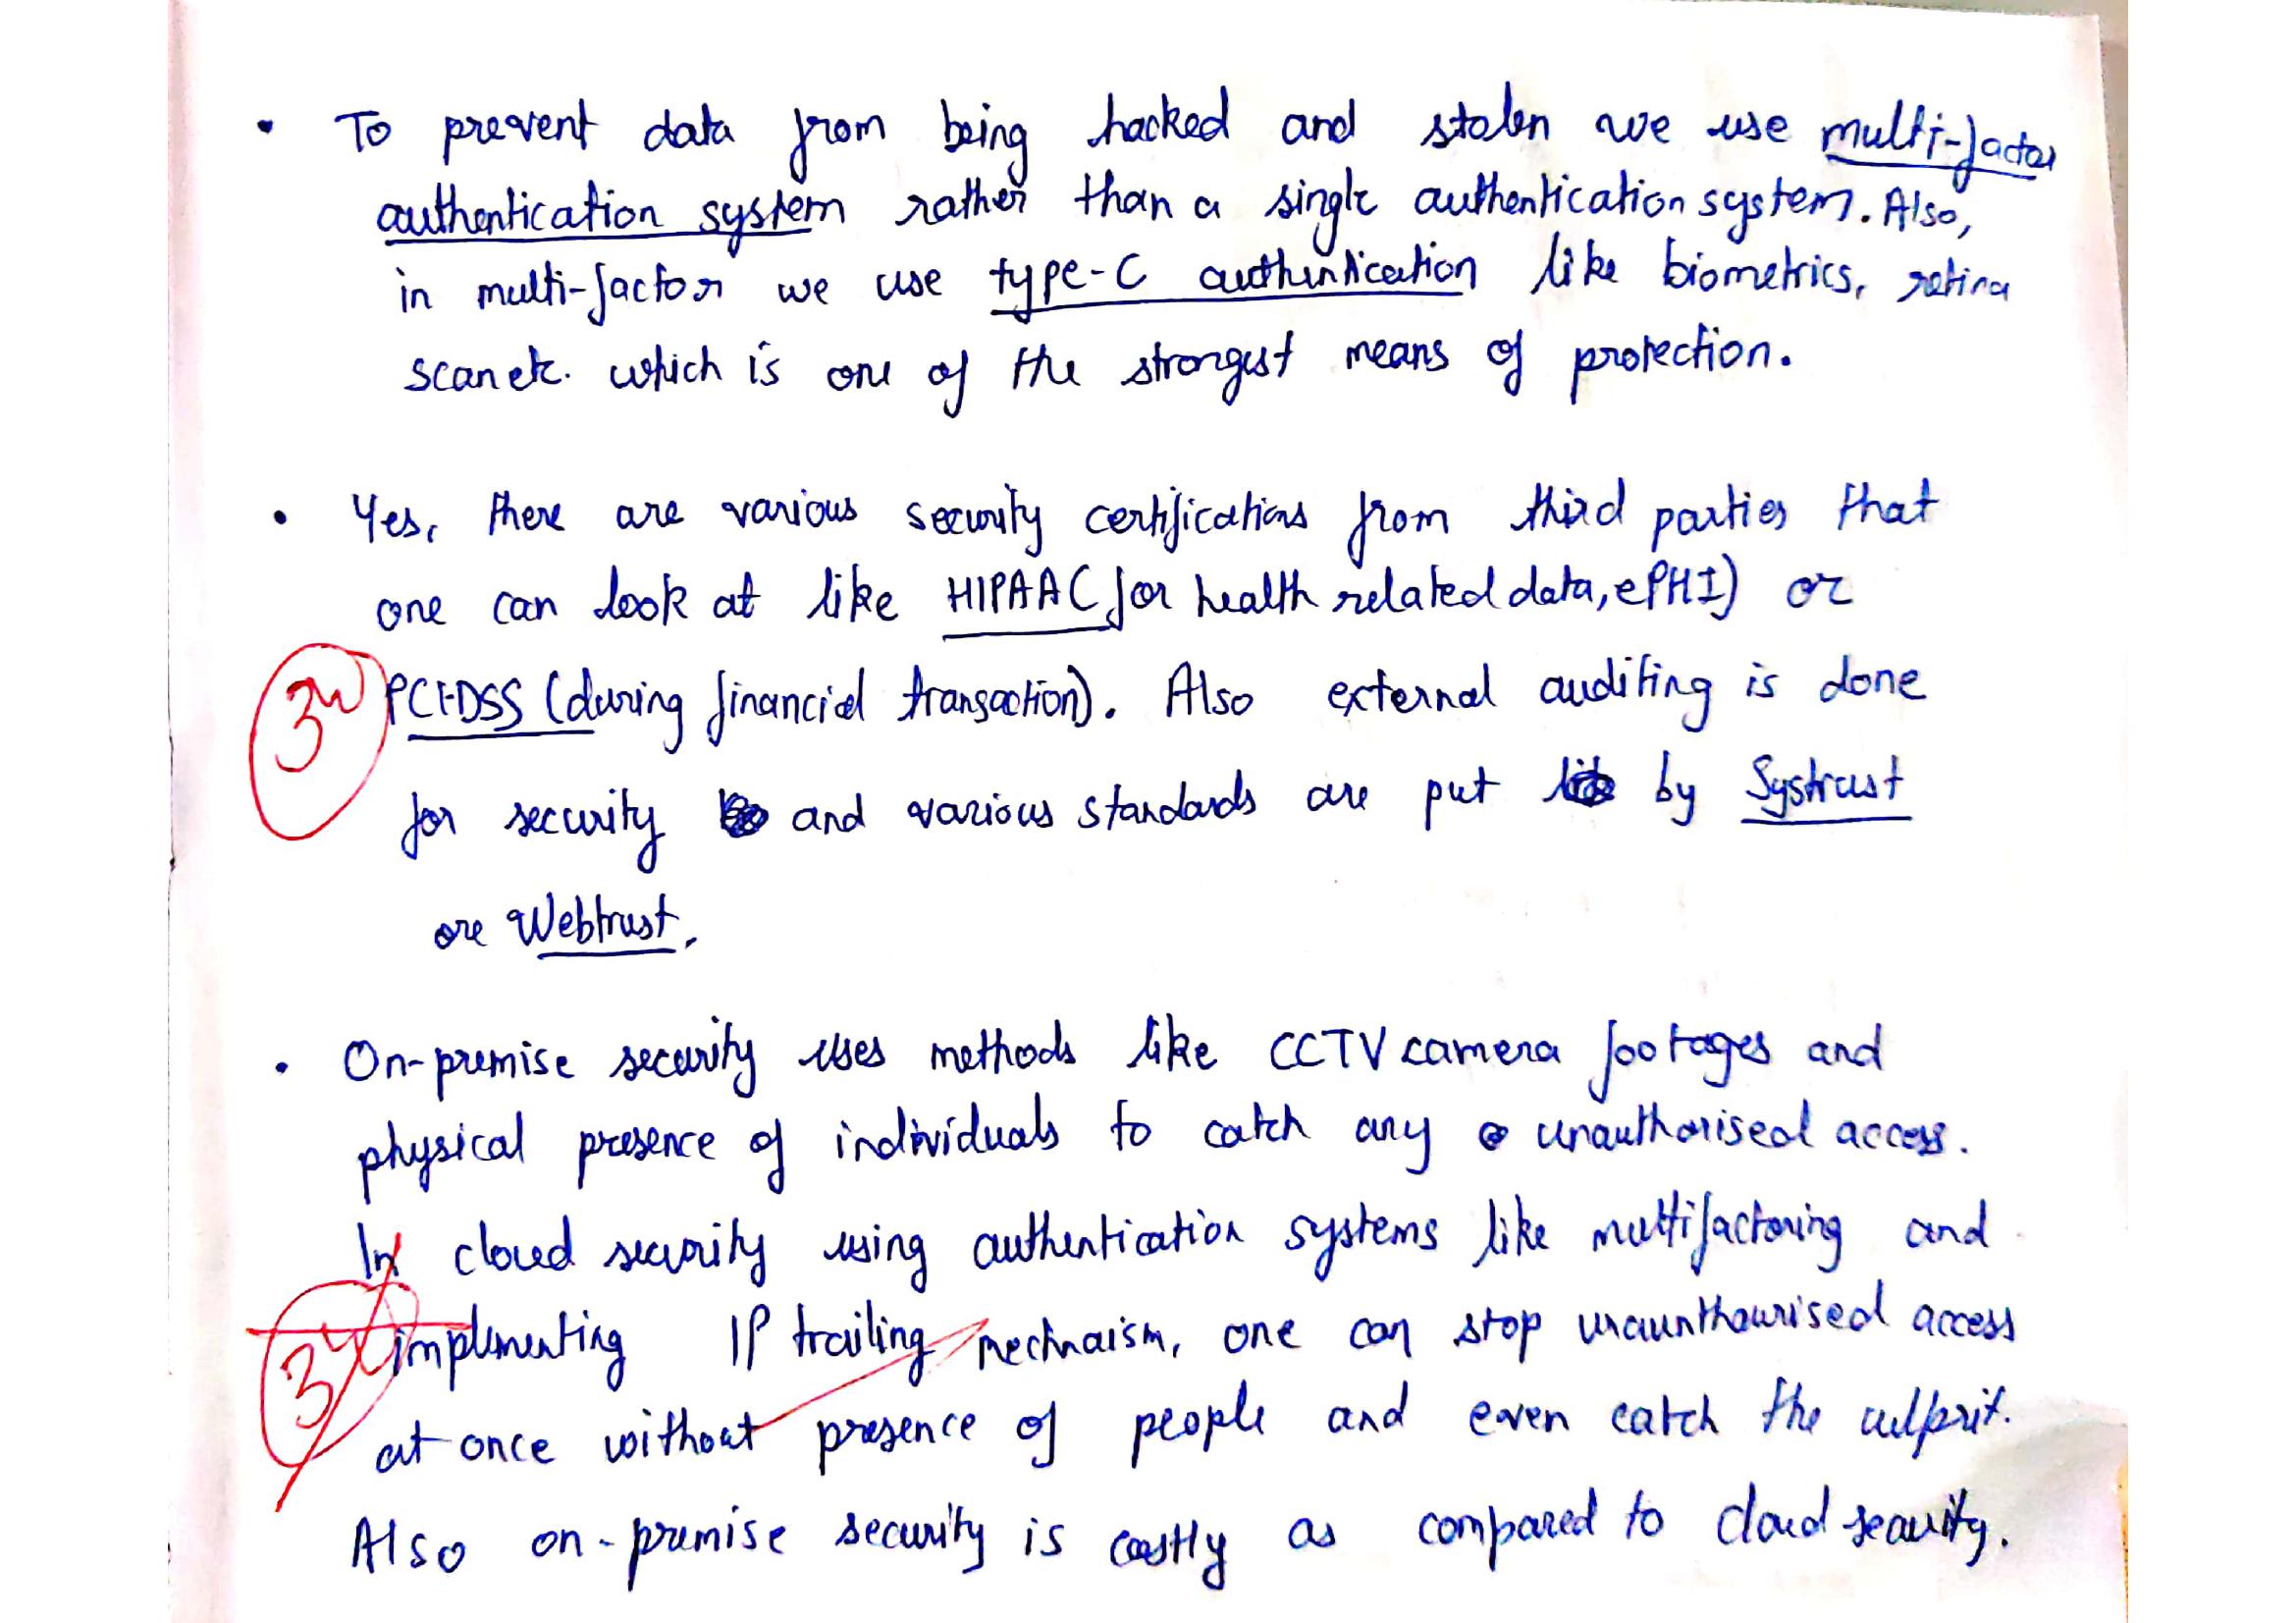 • To prevent data from being hacked and stolen we use multi-factor
authentication system rather than a single authentication system. Also,
in multi-factor we use type-C authentication like biometrics, retina
scan etc. which is one of the strongest means of protection.
• Yes, there are various security certifications from third parties that
one can look at like HIPAA (for health related data, ePHI) or
PCI-DSS (during financial transaction). Also external auditing is done
for security and various standards are put by Systrust
ore Webtrust.
• On-premise security uses methods like CCTV camera footages and
physical presence of individuals to catch any unauthorised access.
In cloud security using authentication systems like multifactoring and
implementing IP trailing mechnaism, one can stop uraunthourised access
at once without presence of people and even catch the culprit.
Also on-premise security is costly as compared to cloud security.